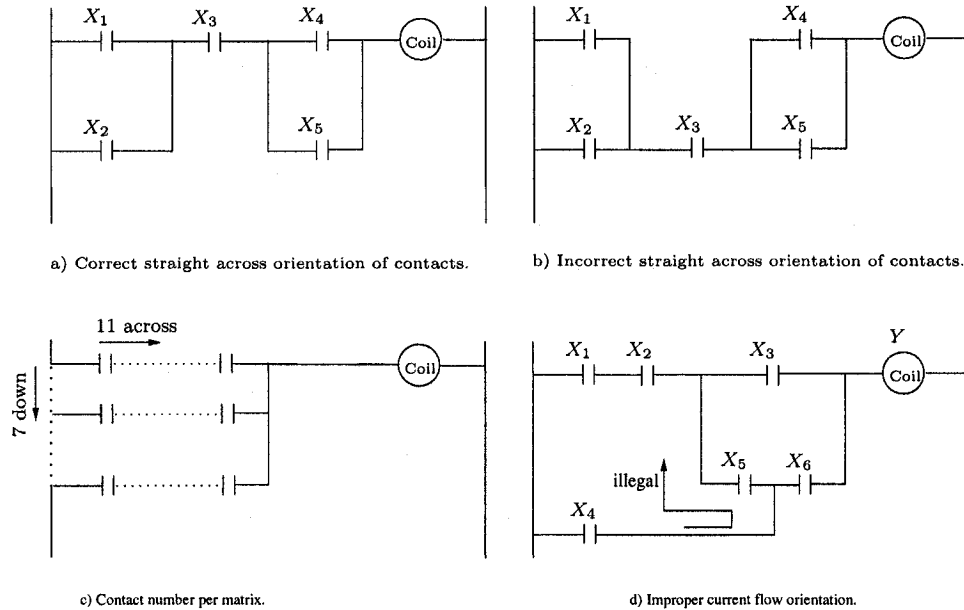 X1 X3 X4
Coil
X2 X5
a) Correct straight across orientation of contacts.
X1 X4
Coil
X2 X3 X5
b) Incorrect straight across orientation of contacts.
11 across
Coil
7 down
c) Contact number per matrix.
Y
X1 X2 X3
Coil
X5 X6
illegal
X4
d) Improper current flow orientation.